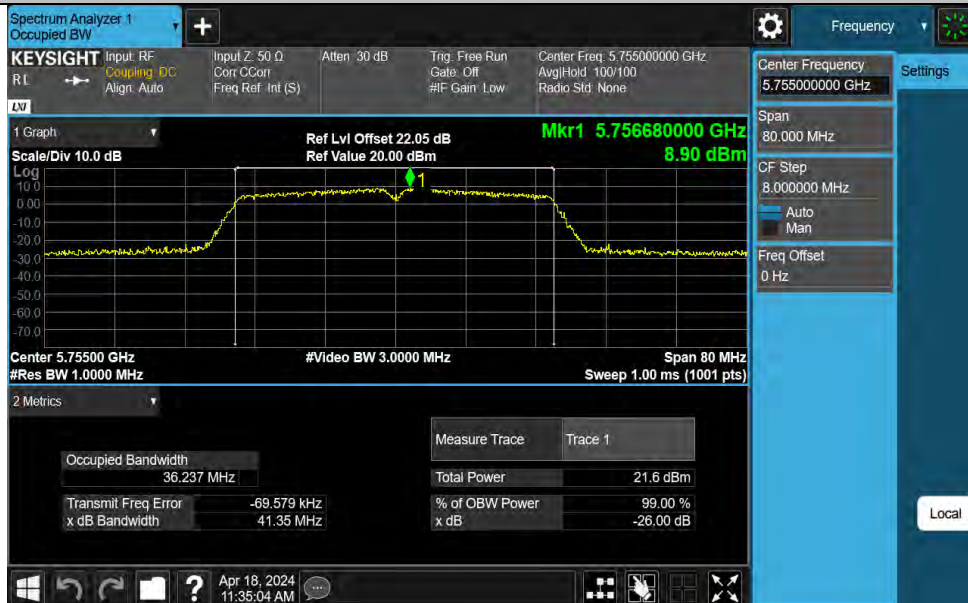 Spectrum Analyzer 1
Occupied BW
+
Frequency
KEYSIGHT
Input: RF
Coupling: DC
Align: Auto
Input Z: 50 Ω
Corr CCorr
Freq Ref: Int (S)
Atten: 30 dB
Trig: Free Run
Gate: Off
#IF Gain: Low
Center Freq: 5.755000000 GHz
Avg|Hold: 100/100
Radio Std: None
LXI
Center Frequency
5.755000000 GHz
Settings
Span
80.000 MHz
CF Step
8.000000 MHz
Auto
Man
Freq Offset
0 Hz
1 Graph
Scale/Div 10.0 dB
Ref Lvl Offset 22.05 dB
Ref Value 20.00 dBm
Mkr1 5.756680000 GHz
8.90 dBm
Log
10.0
0.00
-10.0
-20.0
-30.0
-40.0
-50.0
-60.0
-70.0
1
Center 5.75500 GHz
#Res BW 1.0000 MHz
#Video BW 3.0000 MHz
Span 80 MHz
Sweep 1.00 ms (1001 pts)
2 Metrics
Measure Trace
Trace 1
Occupied Bandwidth
36.237 MHz
Total Power
21.6 dBm
Transmit Freq Error
-69.579 kHz
% of OBW Power
99.00 %
x dB Bandwidth
41.35 MHz
x dB
-26.00 dB
Local
?
Apr 18, 2024
11:35:04 AM